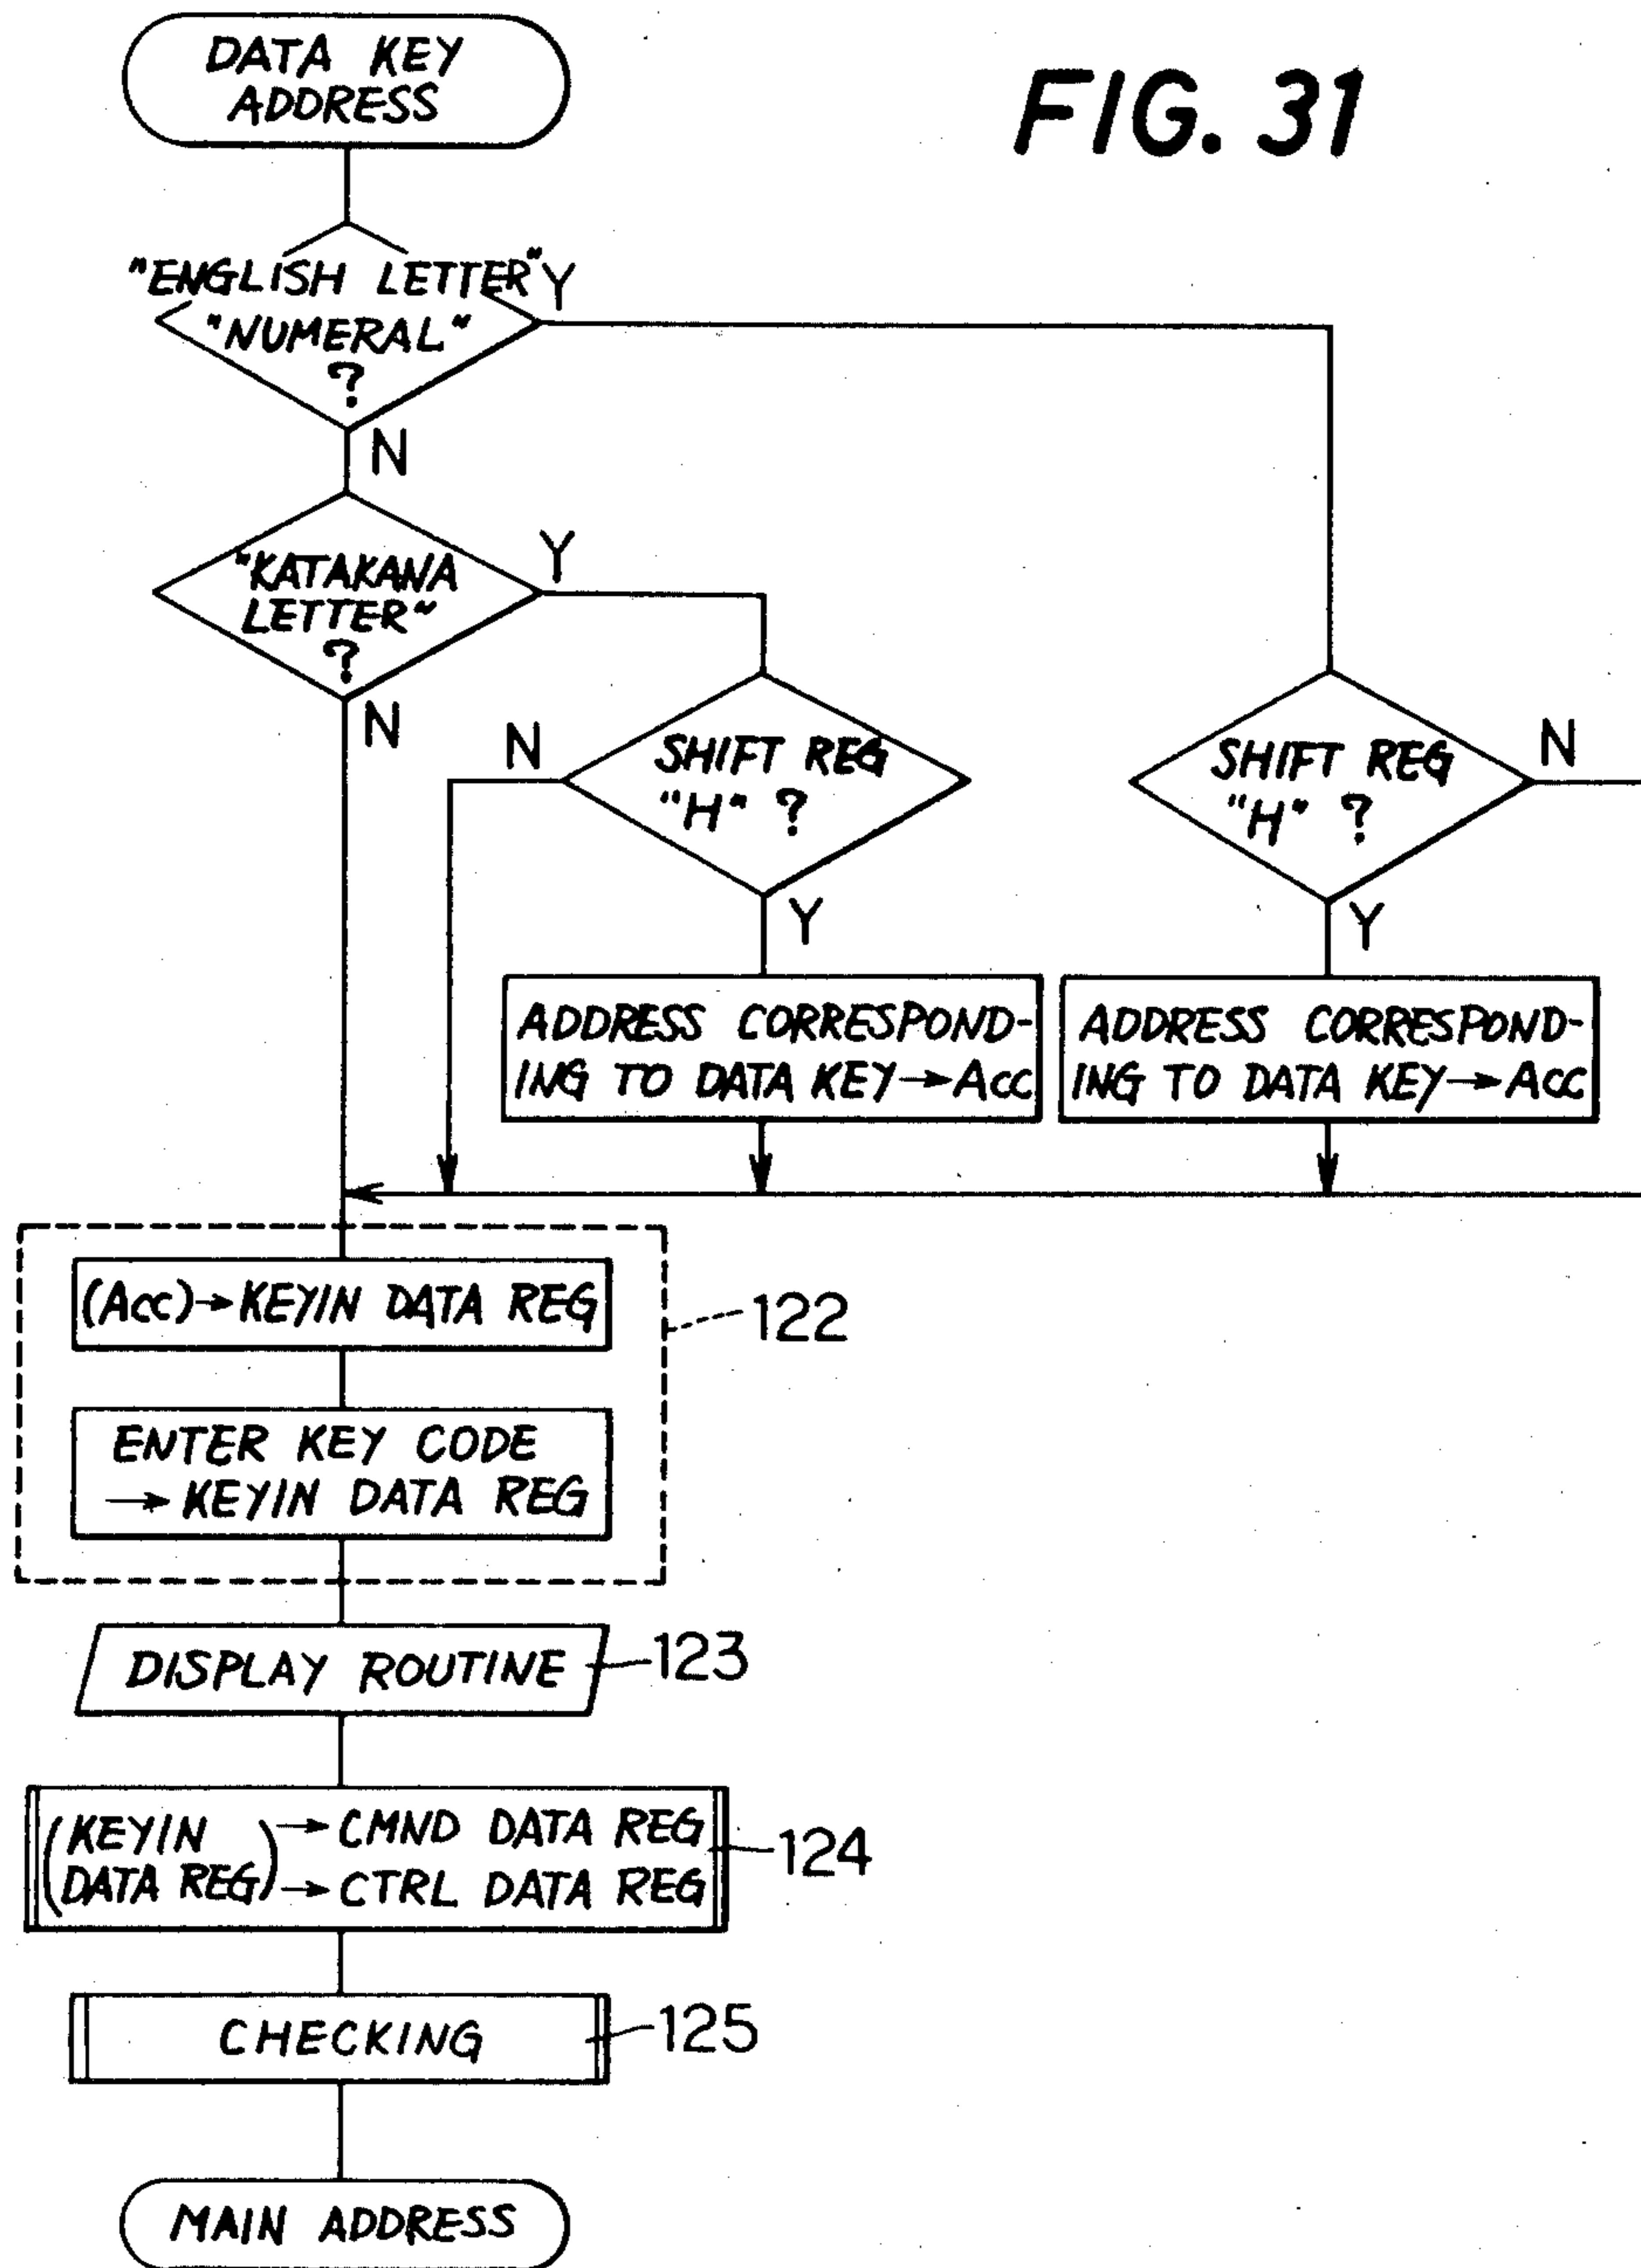 FIG. 31
DATA KEY
ADDRESS
"ENGLISH LETTER"
"NUMERAL"
?
Y
N
"KATAKANA
LETTER"
?
Y
N
SHIFT REG
"H" ?
N
Y
SHIFT REG
"H" ?
N
Y
ADDRESS CORRESPOND-
ING TO DATA KEY→ACC
ADDRESS CORRESPOND-
ING TO DATA KEY→ACC
(ACC)→KEYIN DATA REG
ENTER KEY CODE
→KEYIN DATA REG
122
DISPLAY ROUTINE
123
(KEYIN
DATA REG)
→CMND DATA REG
→CTRL DATA REG
124
CHECKING
125
MAIN ADDRESS